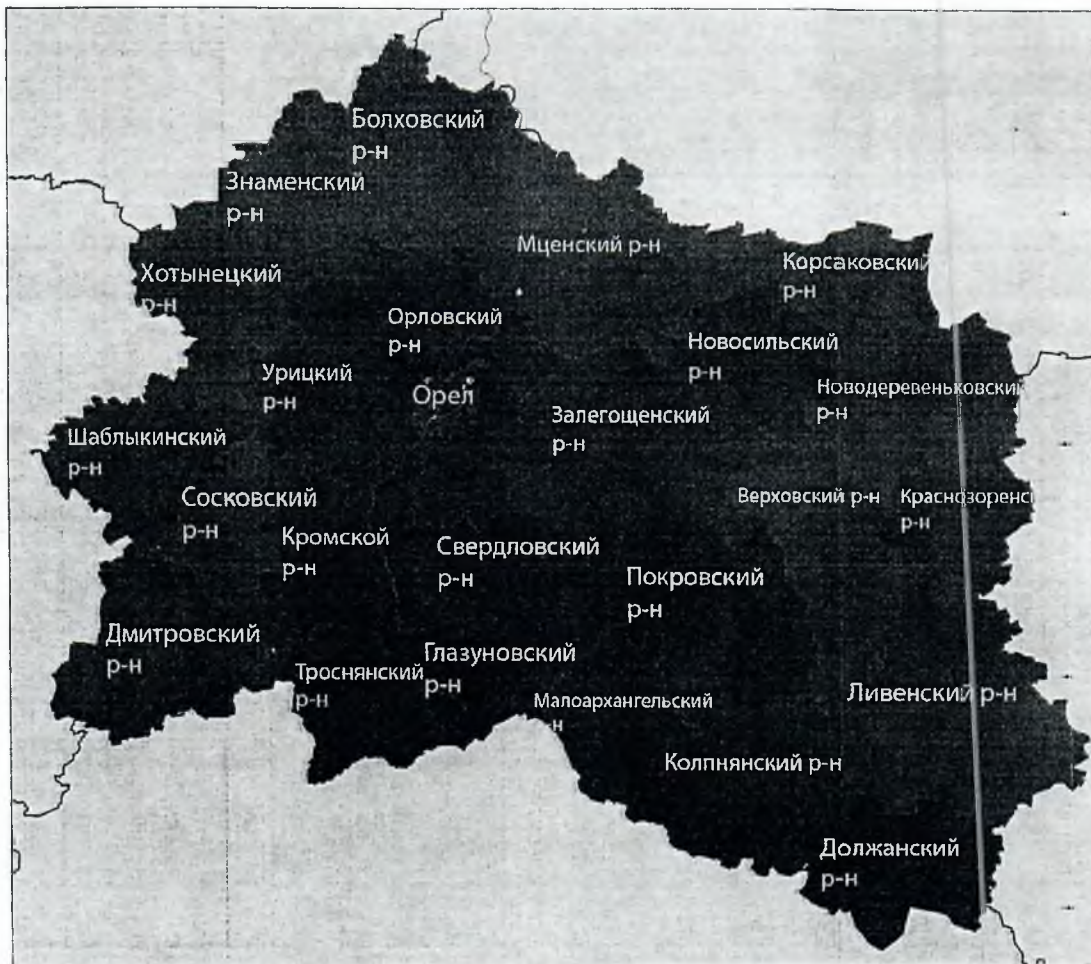 Болховский
р-н
Знаменский
р-н
Мценский р-н
Корсаковский
р-н
Хотынецкий
р-н
Орловский
р-н
Новосильский
р-н
Урицкий
р-н
Орел
Новодеревеньковский
р-н
Залегощенский
р-н
Шаблыкинский
р-н
Сосковский
р-н
Верховский р-н
Краснозоренс
р-н
Кромской
р-н
Свердловский
р-н
Покровский
р-н
Дмитровский
р-н
Троснянский
р-н
Глазуновский
р-н
Малоархангельский
-н
Ливенский р-н
Колпнянский р-н
Должанский
р-н